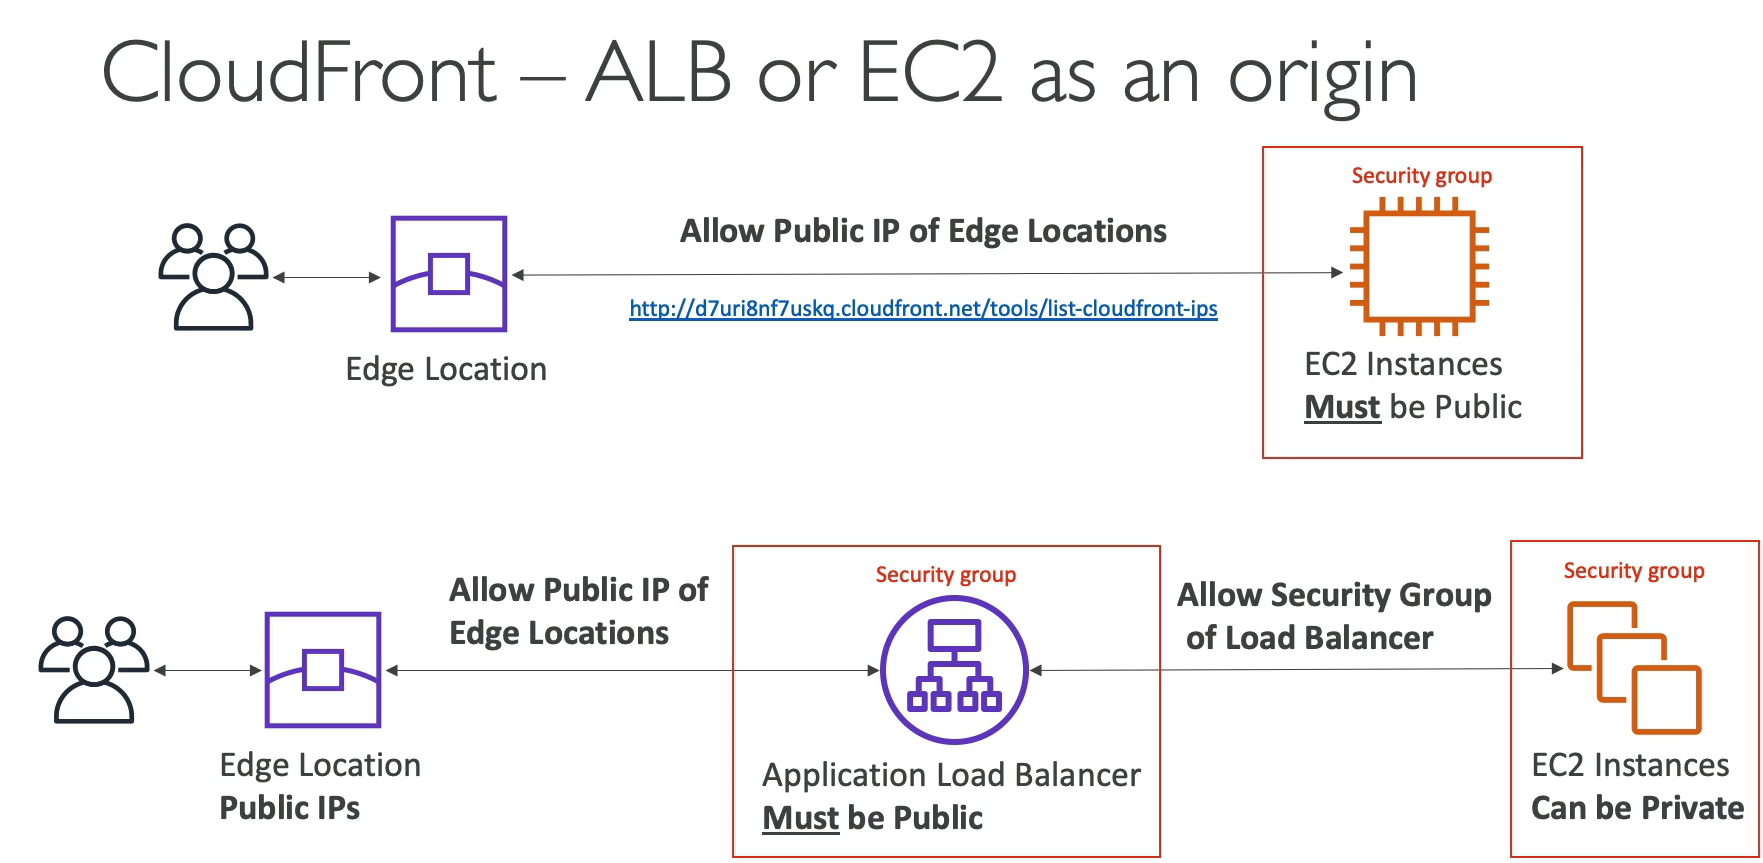 CloudFront – ALB or EC2 as an origin
Security group
Allow Public IP of Edge Locations
http://d7uri8nf7uskq.cloudfront.net/tools/list-cloudfront-ips
Edge Location
EC2 Instances
Must be Public
Security group
Security group
Allow Public IP of
Edge Locations
Allow Security Group
of Load Balancer
Edge Location
Public IPs
Application Load Balancer
Must be Public
EC2 Instances
Can be Private